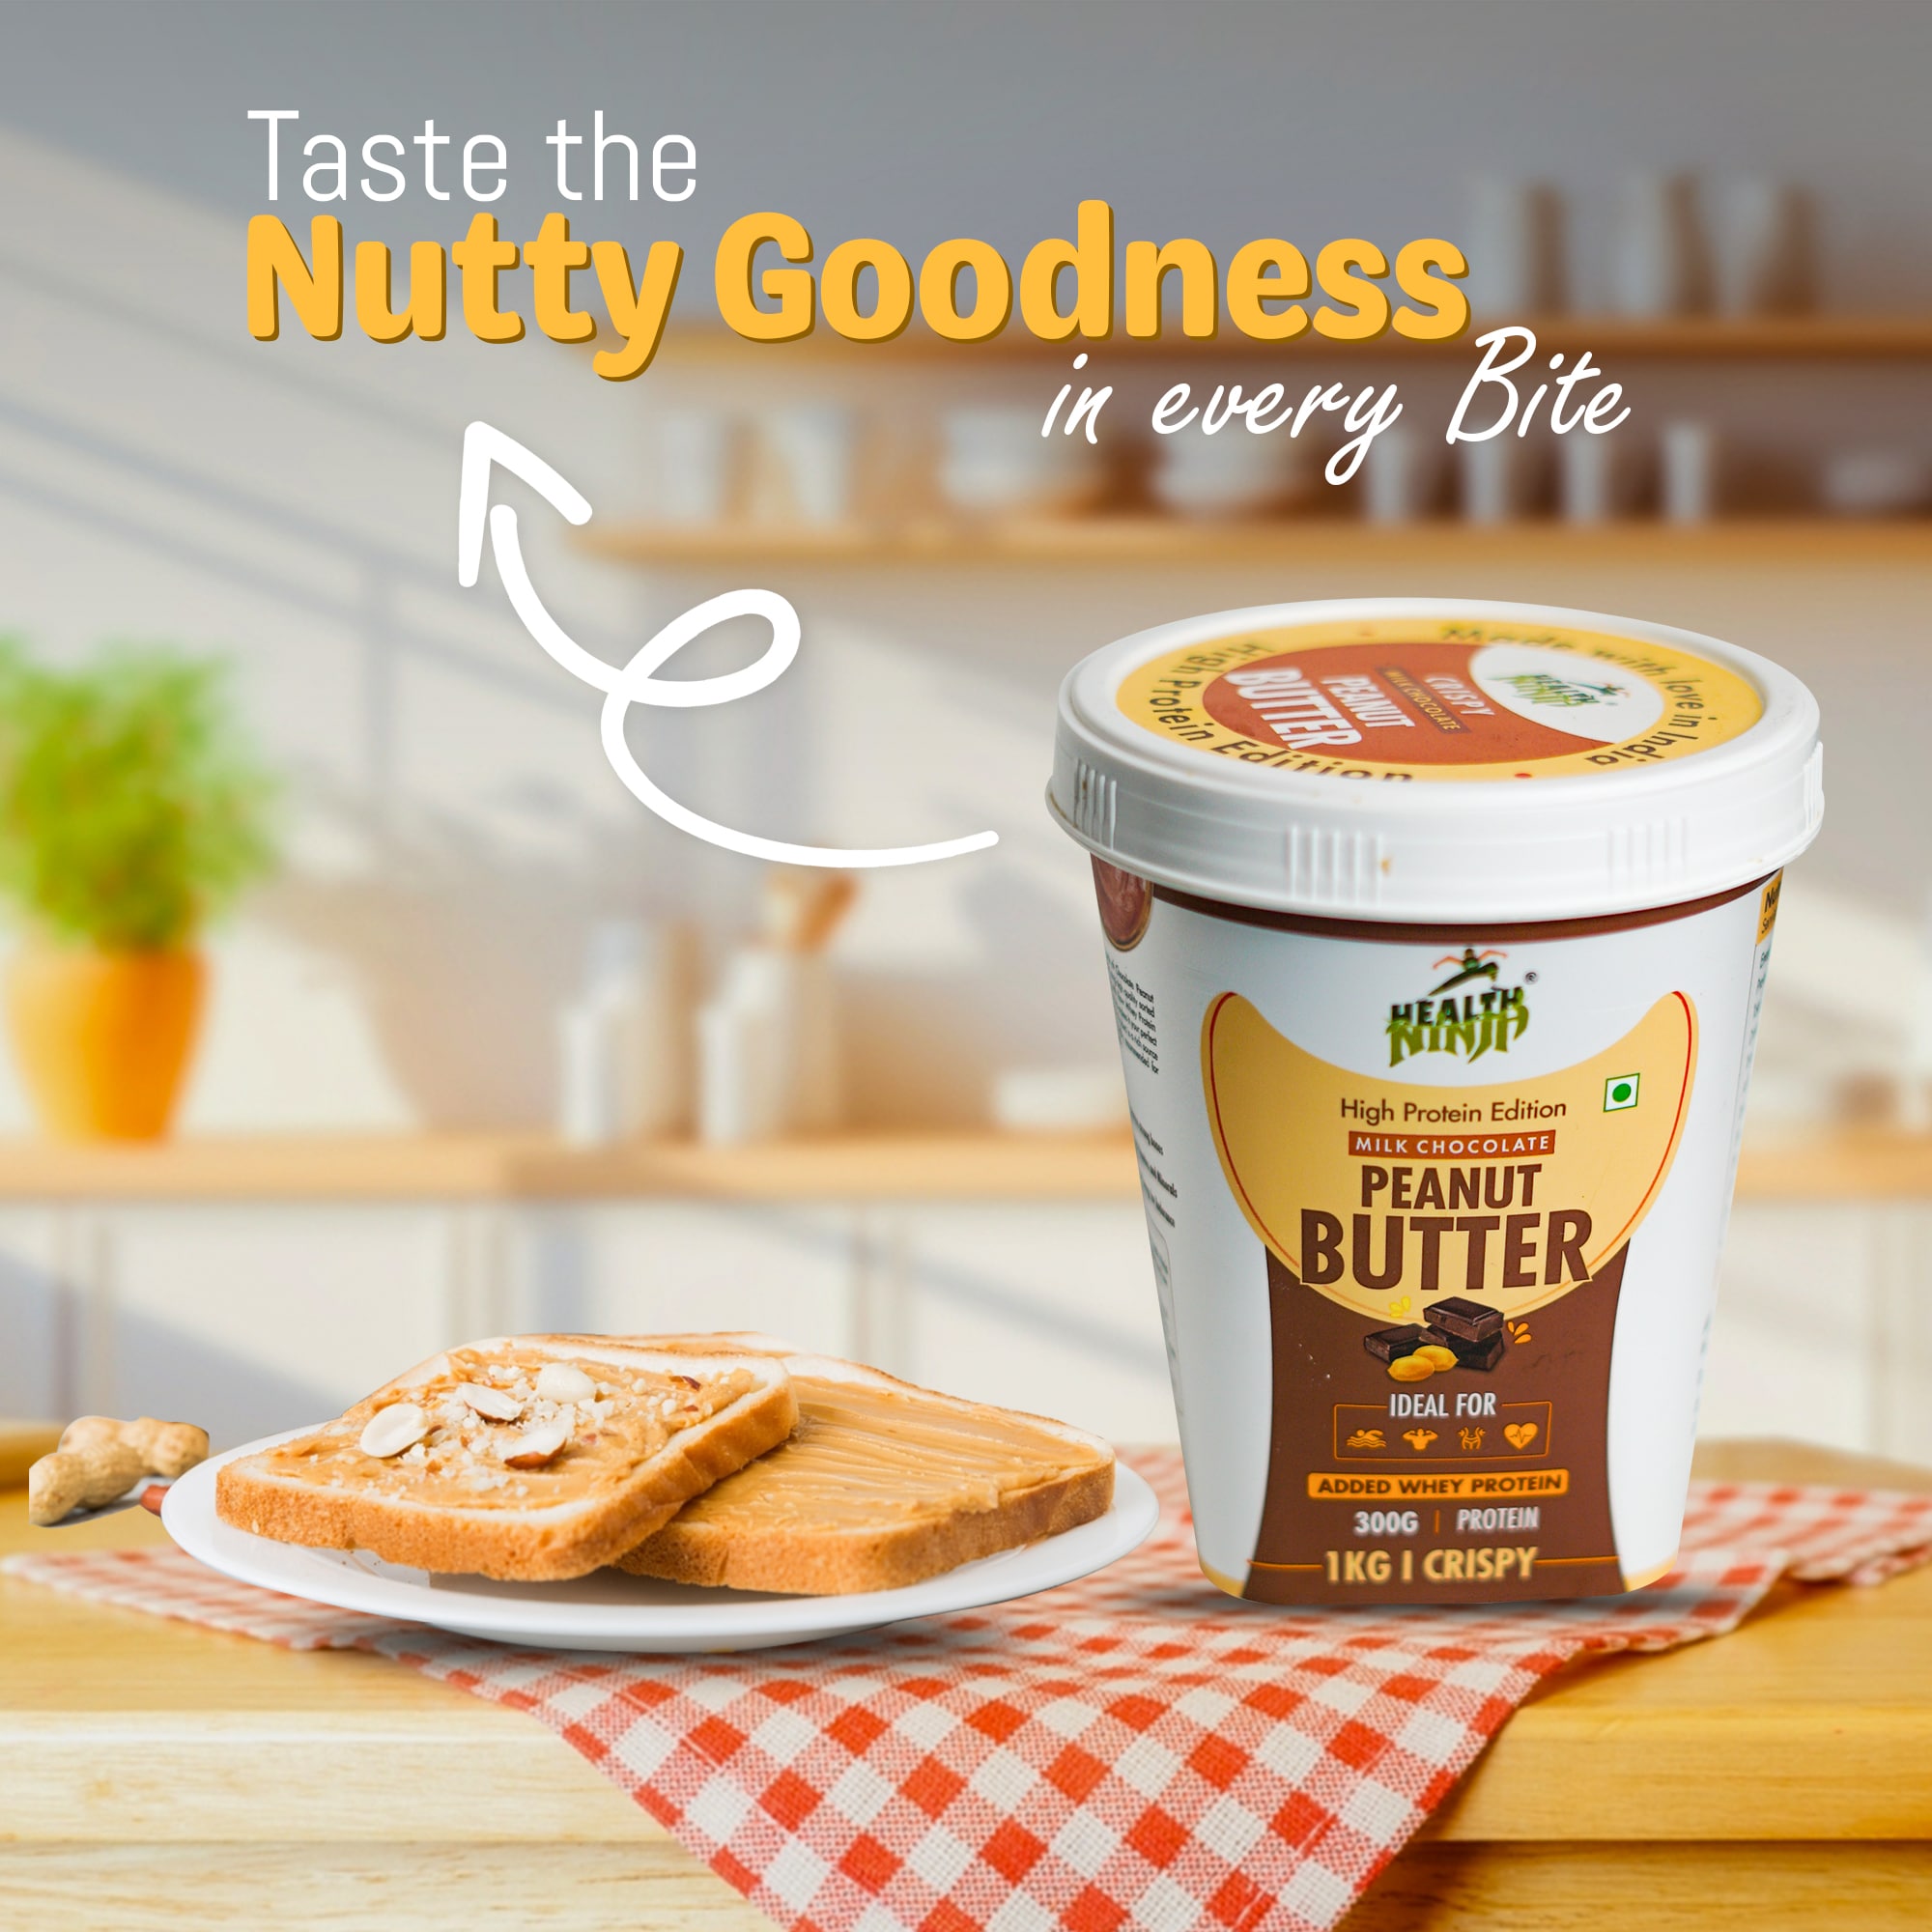 Taste the
Nutty Goodness
in every Bite
Made with love in India
High Protein Edition
HEALTH
NINJA
CRISPY
MILK CHOCOLATE
PEANUT
BUTTER
HEALTH
NINJA
®
High Protein Edition
MILK CHOCOLATE
PEANUT
BUTTER
IDEAL FOR
ADDED WHEY PROTEIN
300G | PROTEIN
1KG | CRISPY